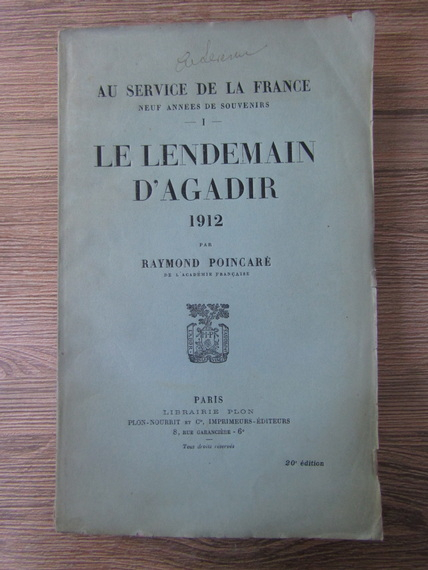 AU SERVICE DE LA FRANCE
NEUF ANNEES DE SOUVENIRS
— I —
LE LENDEMAIN
D'AGADIR
1912
PAR
RAYMOND POINCARÉ
DE L'ACADÉMIE FRANÇAISE
PARIS
LIBRAIRIE PLON
PLON-NOURRIT ET Cie, IMPRIMEURS-ÉDITEURS
8, RUE GARANCIÈRE - 6e
Tous droits réservés
20e édition